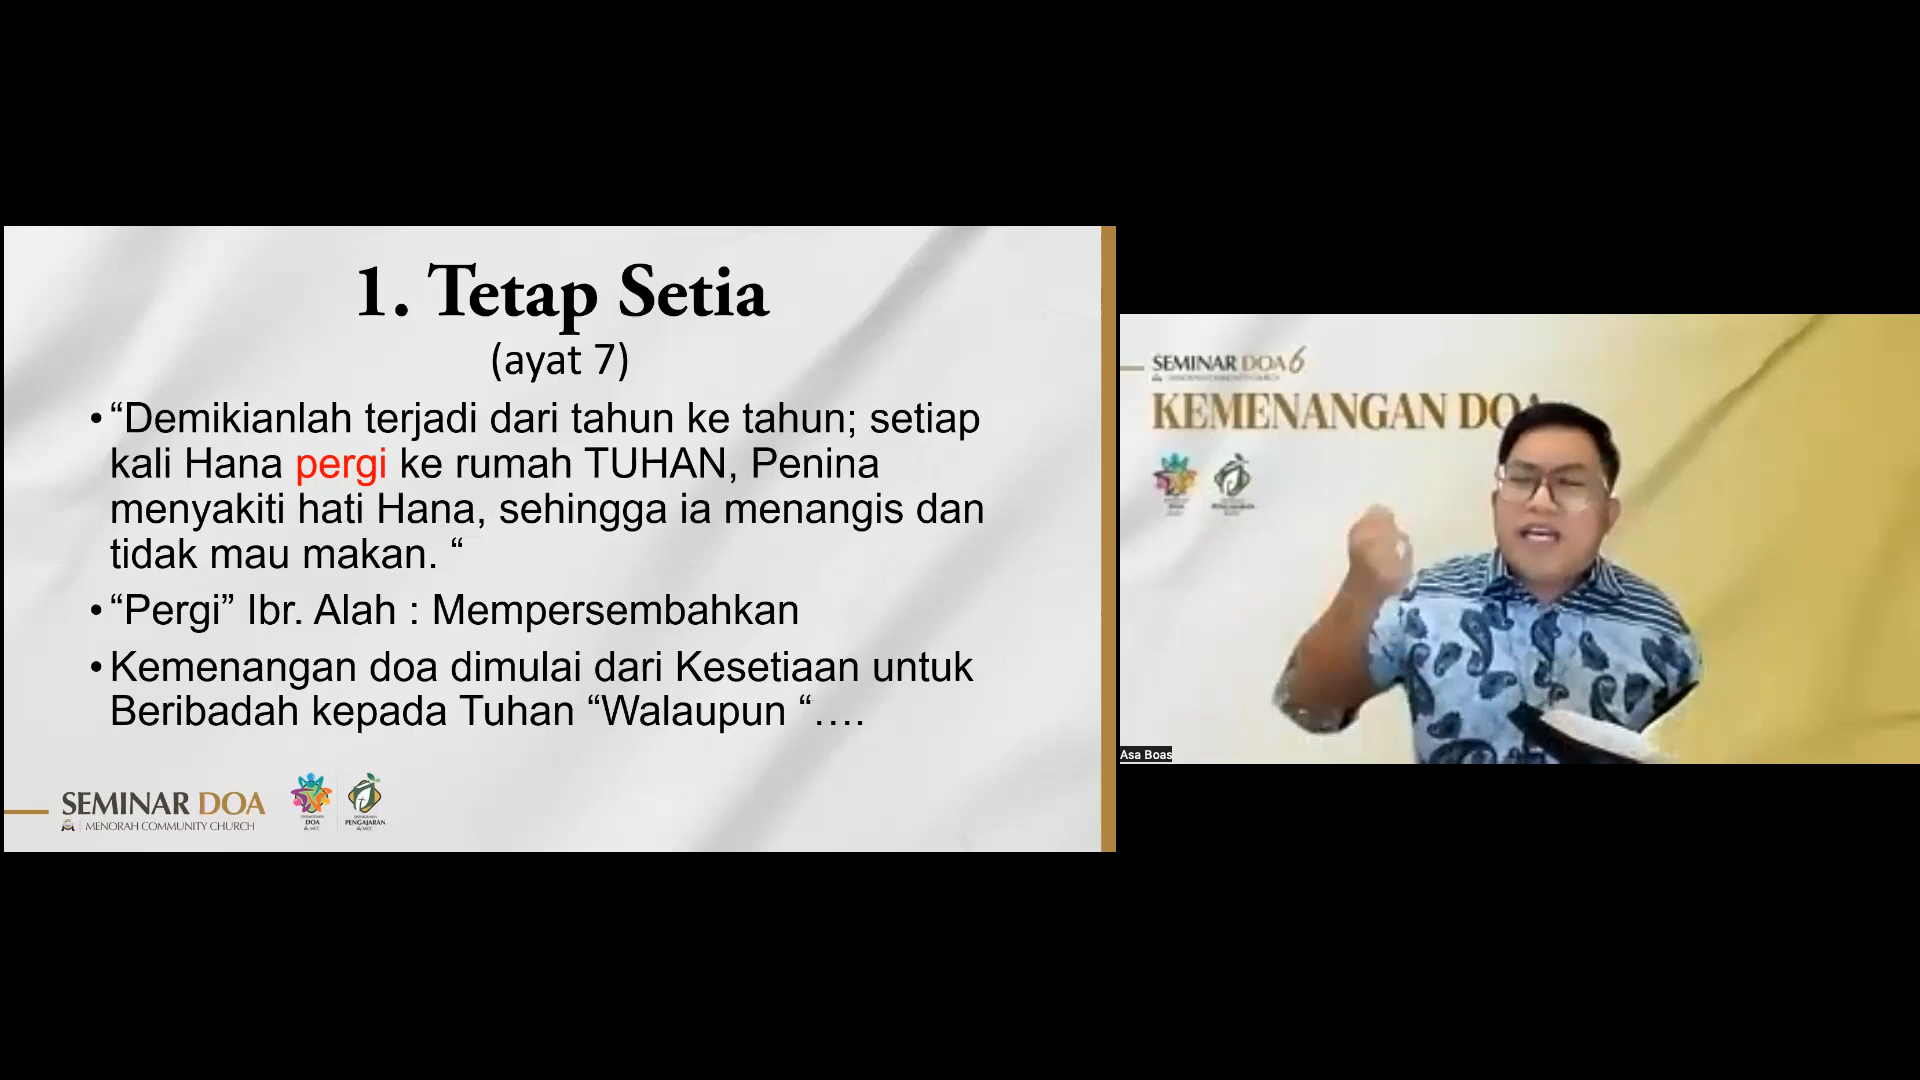 1. Tetap Setia
(ayat 7)
•“Demikianlah terjadi dari tahun ke tahun; setiap
kali Hana pergi ke rumah TUHAN, Penina
menyakiti hati Hana, sehingga ia menangis dan
tidak mau makan. “
•“Pergi” Ibr. Alah : Mempersembahkan
•Kemenangan doa dimulai dari Kesetiaan untuk
Beribadah kepada Tuhan “Walaupun “….
SEMINAR DOA
MENORAH COMMUNITY CHURCH
DEPARTEMEN
DOA
MCC
DEPARTEMEN
PENGAJARAN
MCC
SEMINAR DOA 6
KEMENANGAN DOA
Asa Boas